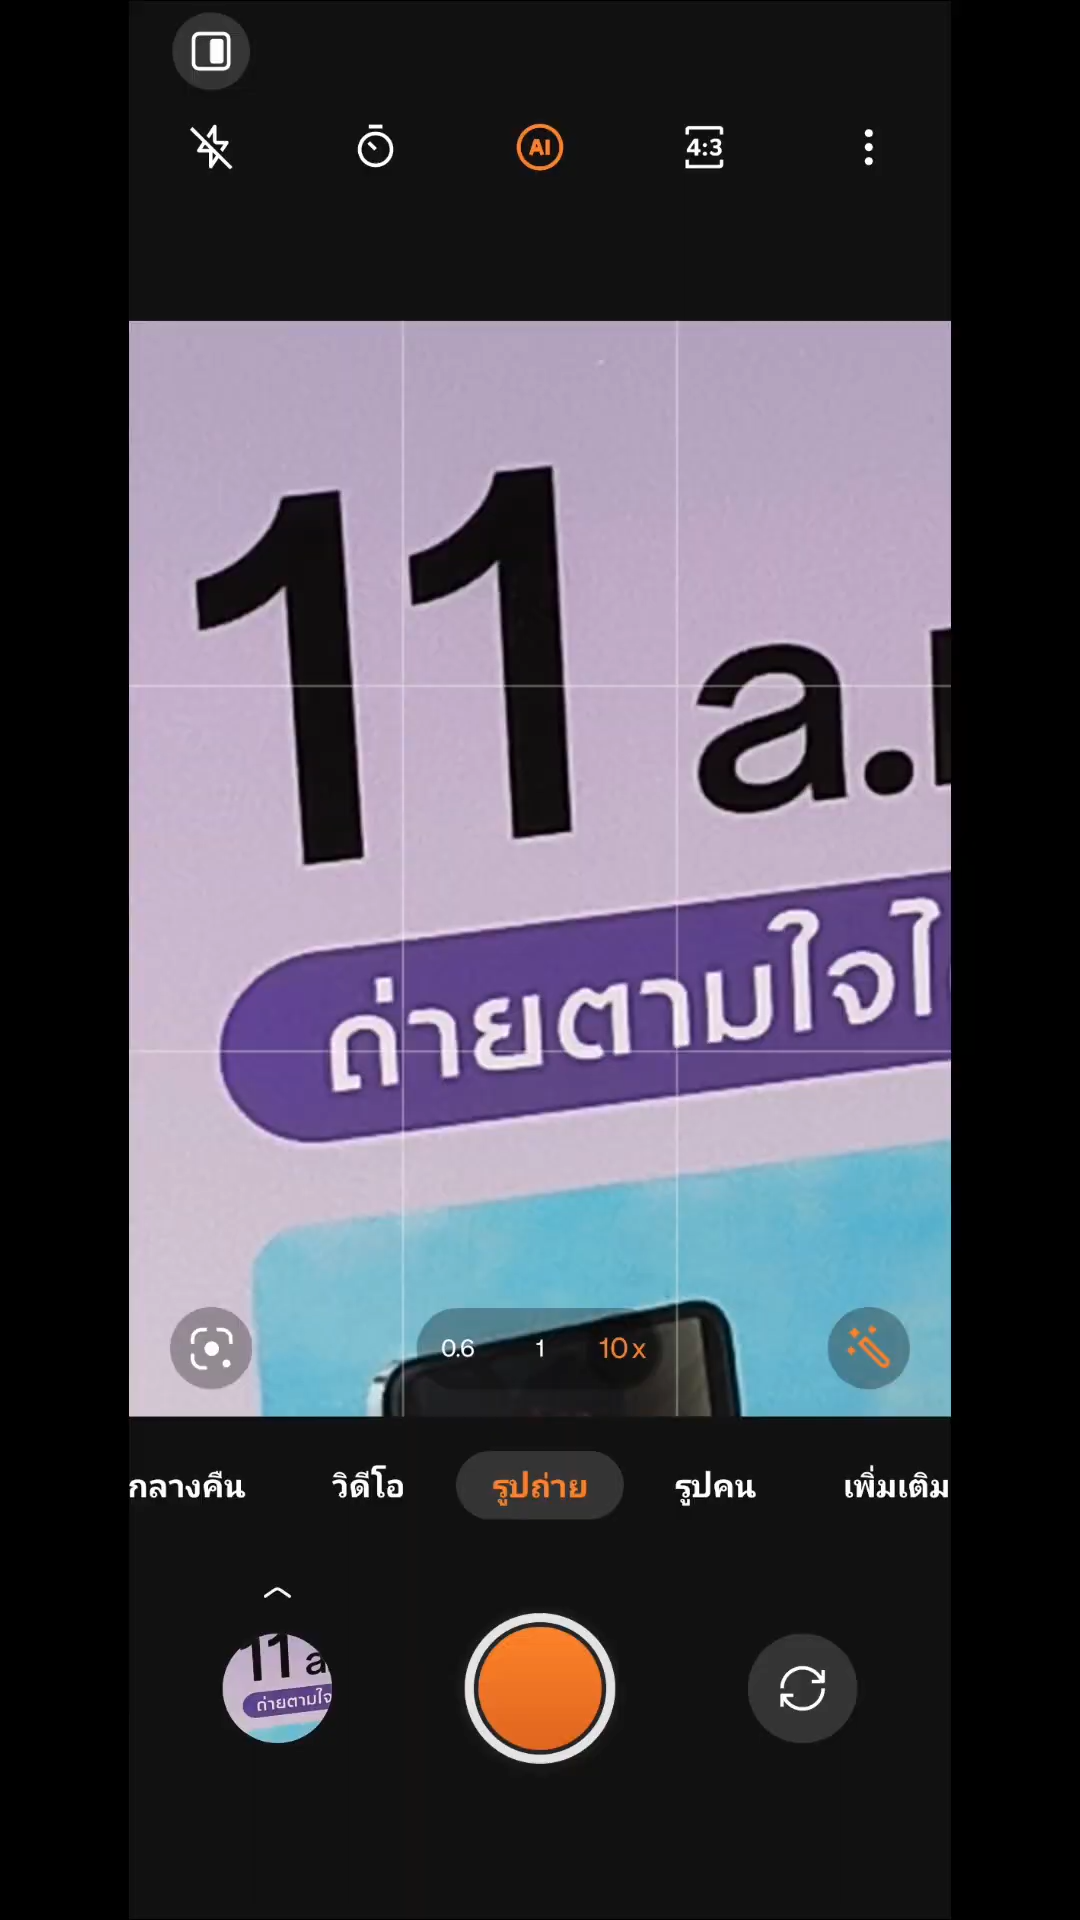 AI
4:3
11 a.
ถ่ายตามใจไ
0.6
1
10x
กลางคืน
วิดีโอ
รูปถ่าย
รูปคน
เพิ่มเติม
11 a
ถ่ายตามใจ